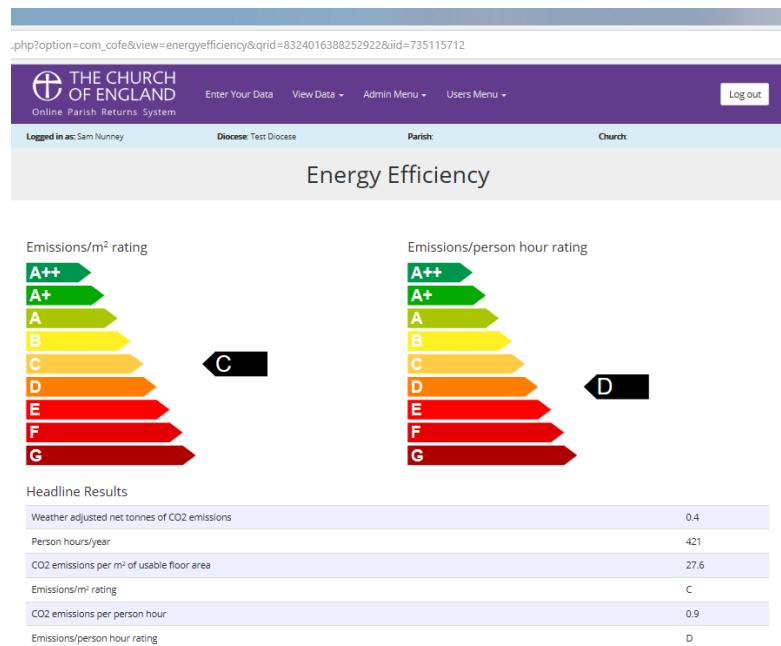 .php?option=com_cofe&view=energyefficiency&qrid=8324016388252922&iid=735115712
THE CHURCH
OF ENGLAND
Online Parish Returns System
Enter Your Data View Data Admin Menu Users Menu
Log out
Logged in as: Sam Nunney Diocese: Test Diocese Parish: Church:
Energy Efficiency
Emissions/m² rating
A++
A+
A
B
C
D
E
F
G
C
Emissions/person hour rating
A++
A+
A
B
C
D
E
F
G
D
Headline Results
Weather adjusted net tonnes of CO2 emissions 0.4
Person hours/year 421
CO2 emissions per m² of usable floor area 27.6
Emissions/m² rating C
CO2 emissions per person hour 0.9
Emissions/person hour rating D